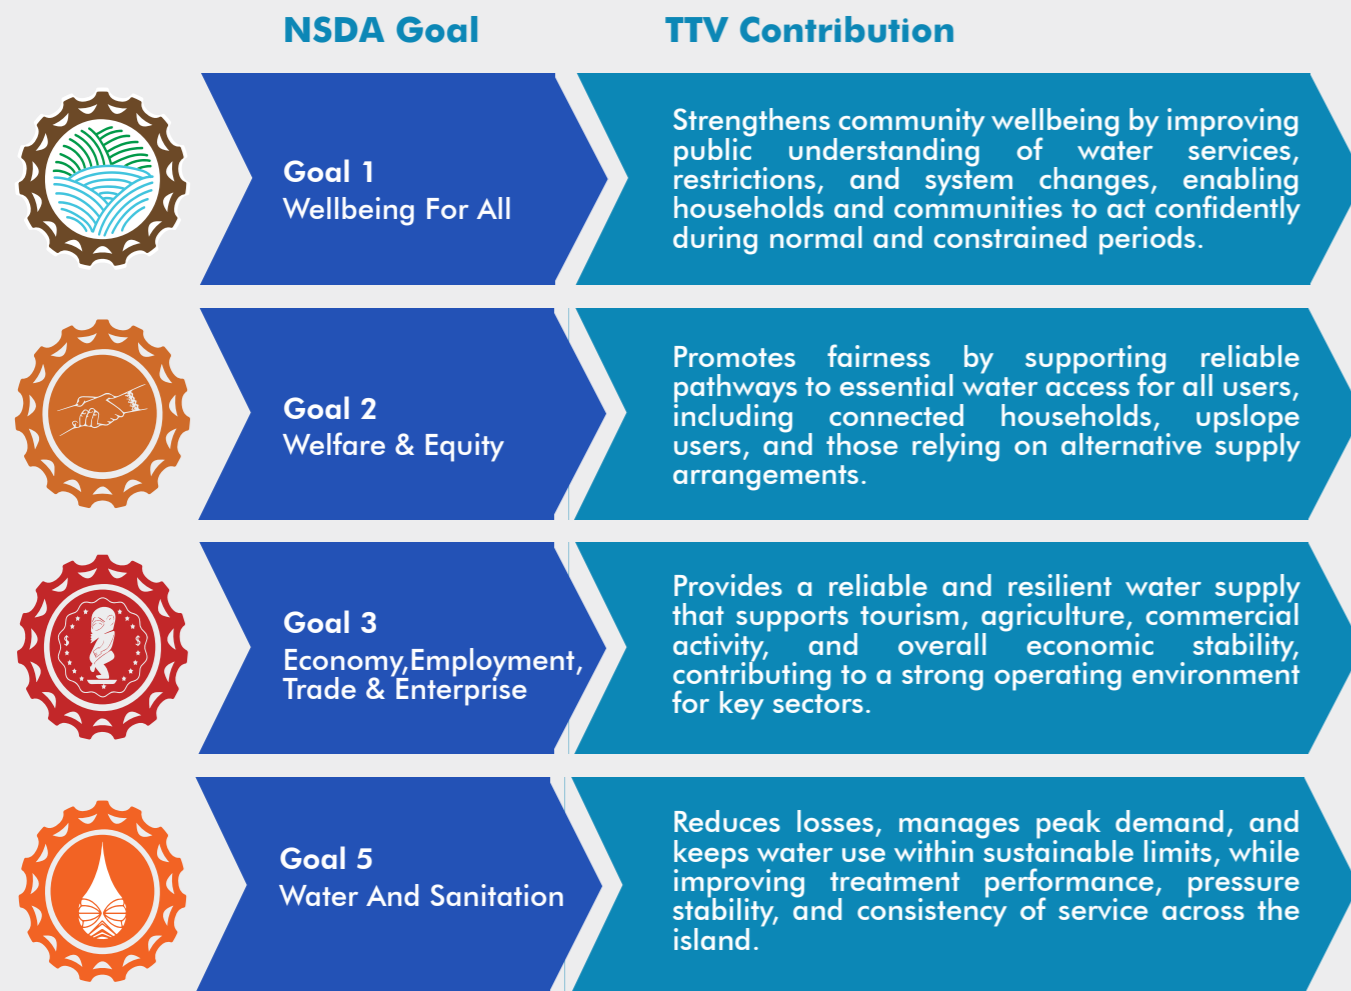 NSDA Goal
TTV Contribution
Goal 1
Wellbeing For All
Strengthens community wellbeing by improving
public understanding of water services,
restrictions, and system changes, enabling
households and communities to act confidently
during normal and constrained periods.
Goal 2
Welfare & Equity
Promotes fairness by supporting reliable
pathways to essential water access for all users,
including connected households, upslope
users, and those relying on alternative supply
arrangements.
Goal 3
Economy,Employment,
Trade & Enterprise
Provides a reliable and resilient water supply
that supports tourism, agriculture, commercial
activity, and overall economic stability,
contributing to a strong operating environment
for key sectors.
Goal 5
Water And Sanitation
Reduces losses, manages peak demand, and
keeps water use within sustainable limits, while
improving treatment performance, pressure
stability, and consistency of service across the
island.